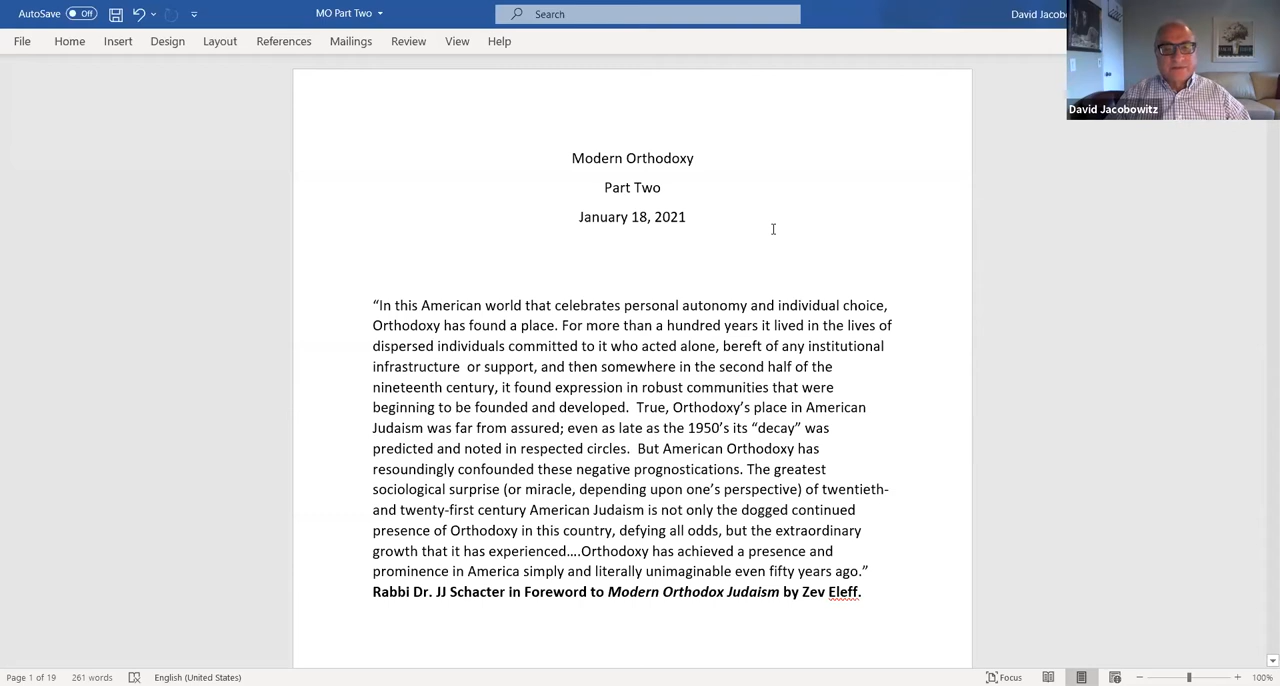 AutoSave Off MO Part Two Search David Jacob
File Home Insert Design Layout References Mailings Review View Help
David Jacobowitz
Modern Orthodoxy
Part Two
January 18, 2021
“In this American world that celebrates personal autonomy and individual choice,
Orthodoxy has found a place. For more than a hundred years it lived in the lives of
dispersed individuals committed to it who acted alone, bereft of any institutional
infrastructure  or support, and then somewhere in the second half of the
nineteenth century, it found expression in robust communities that were
beginning to be founded and developed.  True, Orthodoxy’s place in American
Judaism was far from assured; even as late as the 1950’s its “decay” was
predicted and noted in respected circles.  But American Orthodoxy has
resoundingly confounded these negative prognostications. The greatest
sociological surprise (or miracle, depending upon one’s perspective) of twentieth-
and twenty-first century American Judaism is not only the dogged continued
presence of Orthodoxy in this country, defying all odds, but the extraordinary
growth that it has experienced….Orthodoxy has achieved a presence and
prominence in America simply and literally unimaginable even fifty years ago.”
Rabbi Dr. JJ Schacter in Foreword to Modern Orthodox Judaism by Zev Eleff.
Page 1 of 19 261 words English (United States) Focus 100%